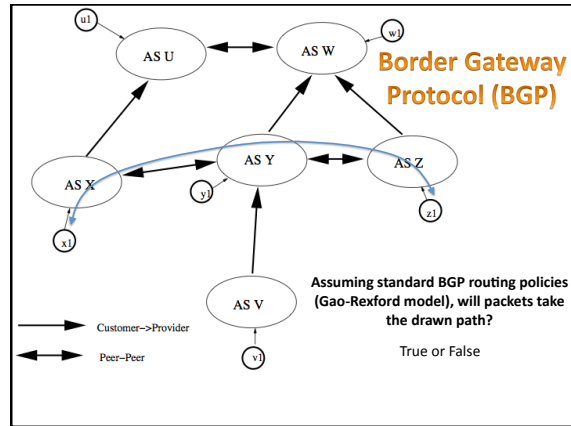 u1
AS U
AS W
w1
Border Gateway
Protocol (BGP)
AS X
AS Y
AS Z
y1
z1
x1
AS V
v1
Assuming standard BGP routing policies
(Gao-Rexford model), will packets take
the drawn path?
True or False
Customer->Provider
Peer-Peer